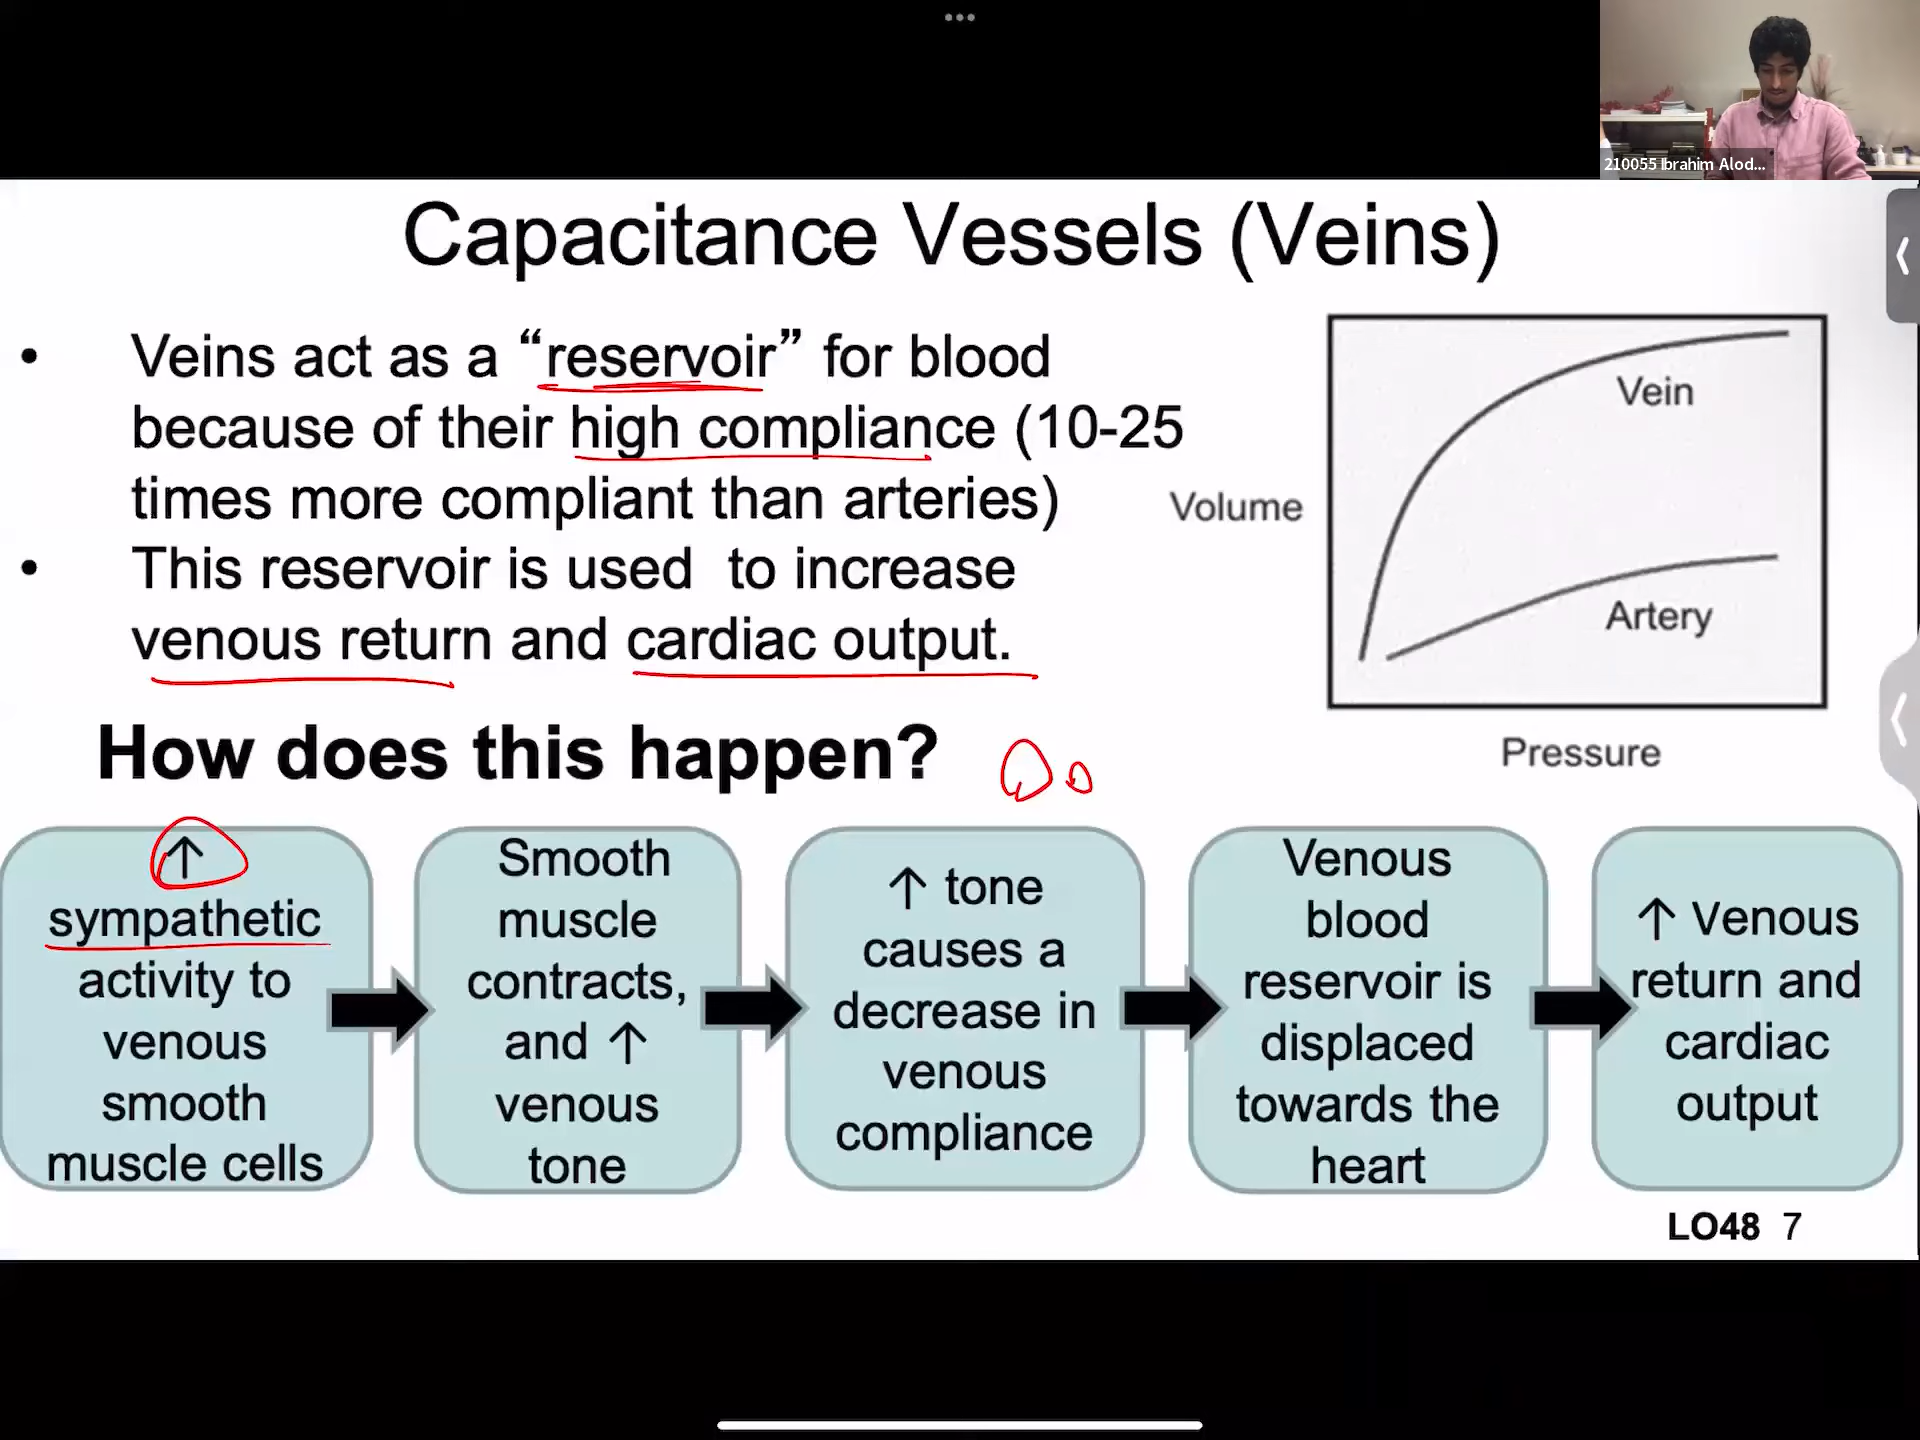 210055 Ibrahim Alod...
Capacitance Vessels (Veins)
• Veins act as a “reservoir” for blood
because of their high compliance (10-25
times more compliant than arteries)
• This reservoir is used to increase
venous return and cardiac output.
Volume
Vein
Artery
Pressure
How does this happen?
↑
sympathetic
activity to
venous
smooth
muscle cells
Smooth
muscle
contracts,
and ↑
venous
tone
↑ tone
causes a
decrease in
venous
compliance
Venous
blood
reservoir is
displaced
towards the
heart
↑ Venous
return and
cardiac
output
LO48 7